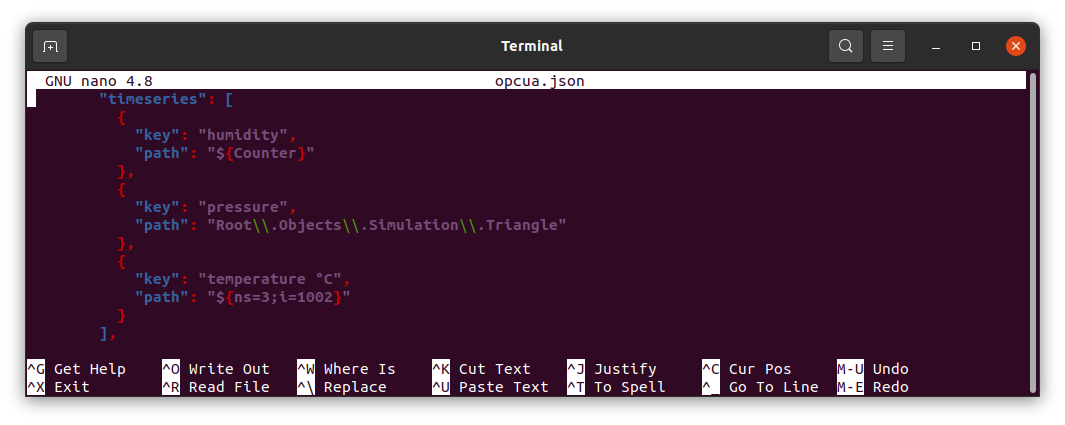 Terminal
GNU nano 4.8 opcua.json
"timeseries": [
{
"key": "humidity",
"path": "${Counter}"
},
{
"key": "pressure",
"path": "Root\\.Objects\\.Simulation\\.Triangle"
},
{
"key": "temperature °C",
"path": "${ns=3;i=1002}"
}
],
^G Get Help ^O Write Out ^W Where Is ^K Cut Text ^J Justify ^C Cur Pos M-U Undo
^X Exit ^R Read File ^\ Replace ^U Paste Text ^T To Spell ^_ Go To Line M-E Redo